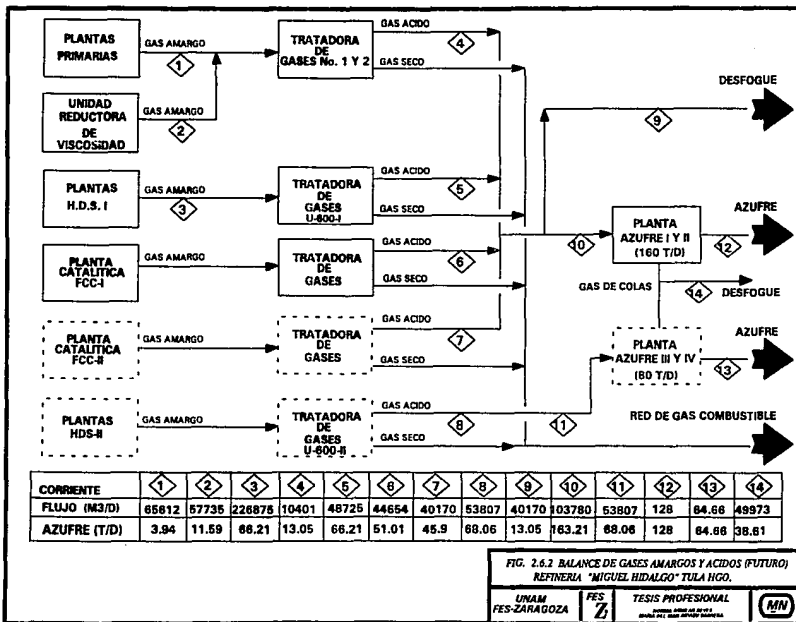 PLANTAS
PRIMARIAS
GAS AMARGO
1
TRATADORA
DE
GASES No. 1 Y 2
GAS ACIDO
4
GAS SECO
UNIDAD
REDUCTORA
DE
VISCOSIDAD
GAS AMARGO
2
DESFOGUE
9
PLANTAS
H.D.S. I
GAS AMARGO
3
TRATADORA
DE
GASES
U-600-I
GAS ACIDO
5
GAS SECO
10
PLANTA
AZUFRE I Y II
(160 T/D)
AZUFRE
12
PLANTA
CATALITICA
FCC-I
GAS AMARGO
TRATADORA
DE
GASES
GAS ACIDO
6
GAS SECO
GAS DE COLAS
14
DESFOGUE
PLANTA
CATALITICA
FCC-II
GAS AMARGO
TRATADORA
DE
GASES
GAS ACIDO
7
GAS SECO
PLANTA
AZUFRE III Y IV
(80 T/D)
AZUFRE
13
PLANTAS
HDS-II
GAS AMARGO
TRATADORA
DE
GASES
U-600-II
GAS ACIDO
8
11
GAS SECO
RED DE GAS COMBUSTIBLE
CORRIENTE 1 2 3 4 5 6 7 8 9 10 11 12 13 14
FLUJO (M3/D) 65612 57735 226875 10401 48725 44654 40170 53807 40170 103780 53807 128 64.66 49973
AZUFRE (T/D) 3.94 11.59 66.21 13.05 66.21 51.01 45.9 68.06 13.05 163.21 68.06 128 64.66 38.61
FIG. 2.6.2 BALANCE DE GASES AMARGOS Y ACIDOS (FUTURO)
REFINERIA "MIGUEL HIDALGO" TULA HGO.
UNAM
FES-ZARAGOZA
FES
Z
TESIS PROFESIONAL
MN